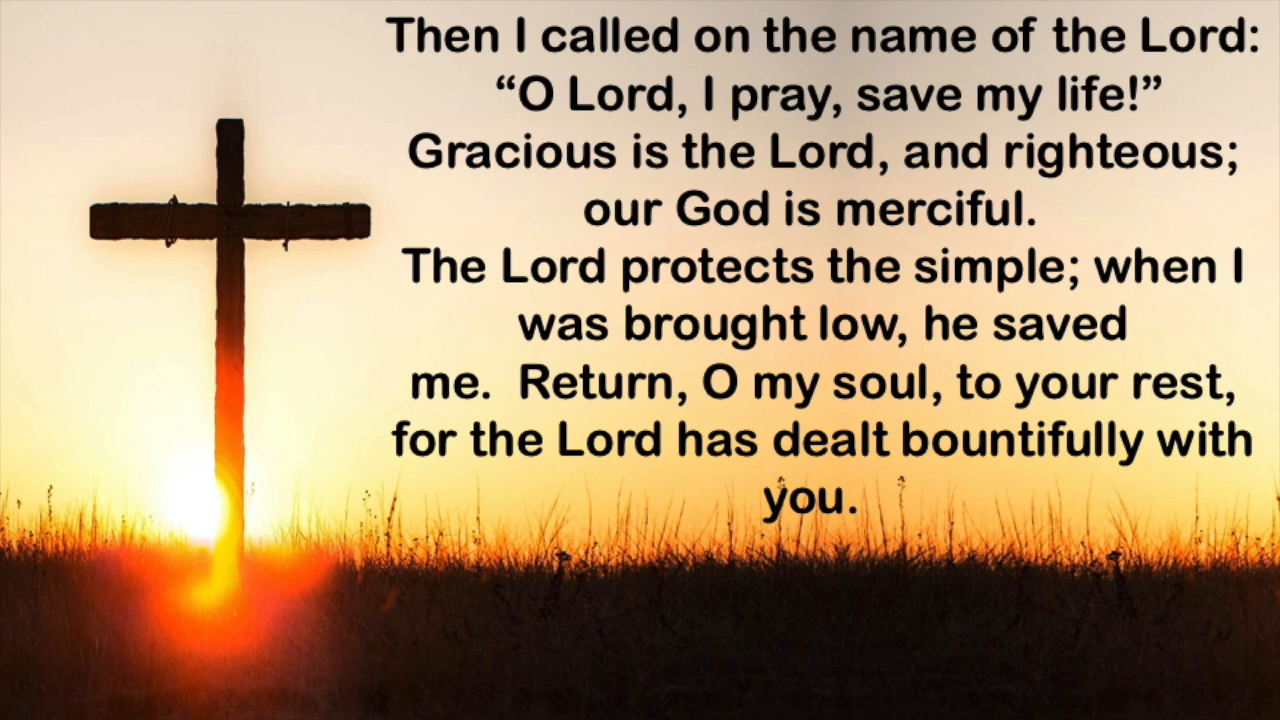 Then I called on the name of the Lord:
“O Lord, I pray, save my life!”
Gracious is the Lord, and righteous;
our God is merciful.
The Lord protects the simple; when I
was brought low, he saved
me.  Return, O my soul, to your rest,
for the Lord has dealt bountifully with
you.